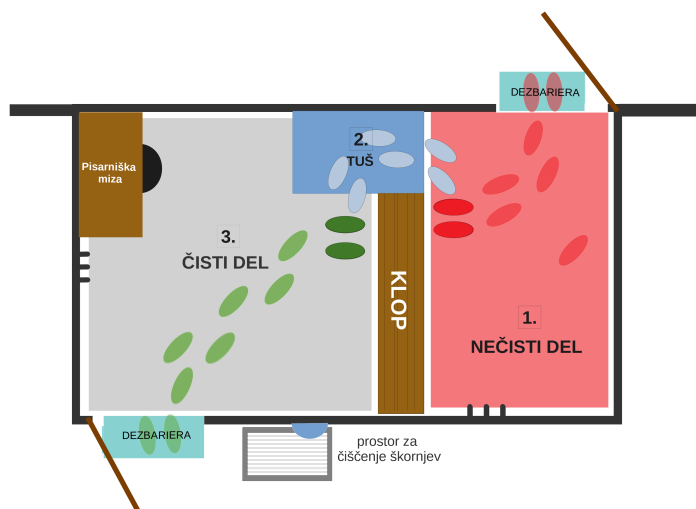 DEZBARIERA
Pisarniška
miza
2.
TUŠ
3.
ČISTI DEL
KLOP
1.
NEČISTI DEL
DEZBARIERA
prostor za
čiščenje škornjev